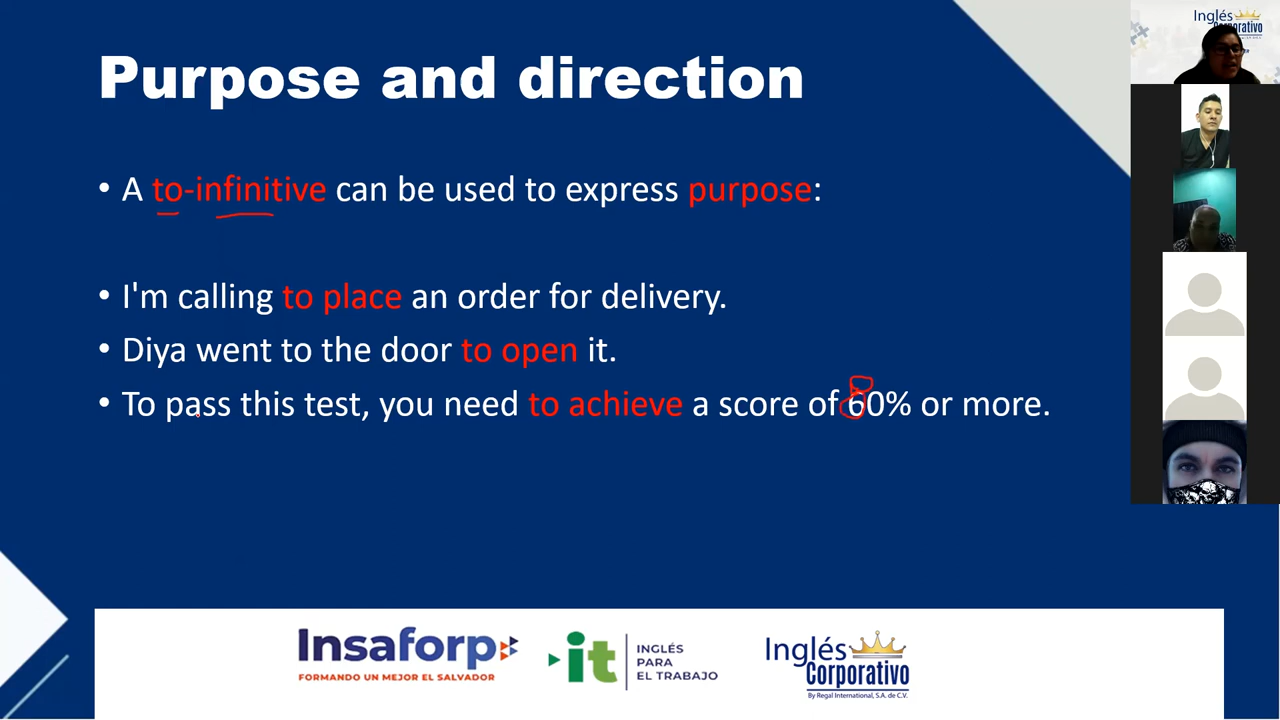 Purpose and direction
• A to-infinitive can be used to express purpose:
• I'm calling to place an order for delivery.
• Diya went to the door to open it.
• To pass this test, you need to achieve a score of 60% or more.
8
Insaforp
FORMANDO UN MEJOR EL SALVADOR
it
INGLÉS
PARA
EL TRABAJO
Inglés
Corporativo
By Regal International, S.A. de C.V.
Inglés
Corporativo